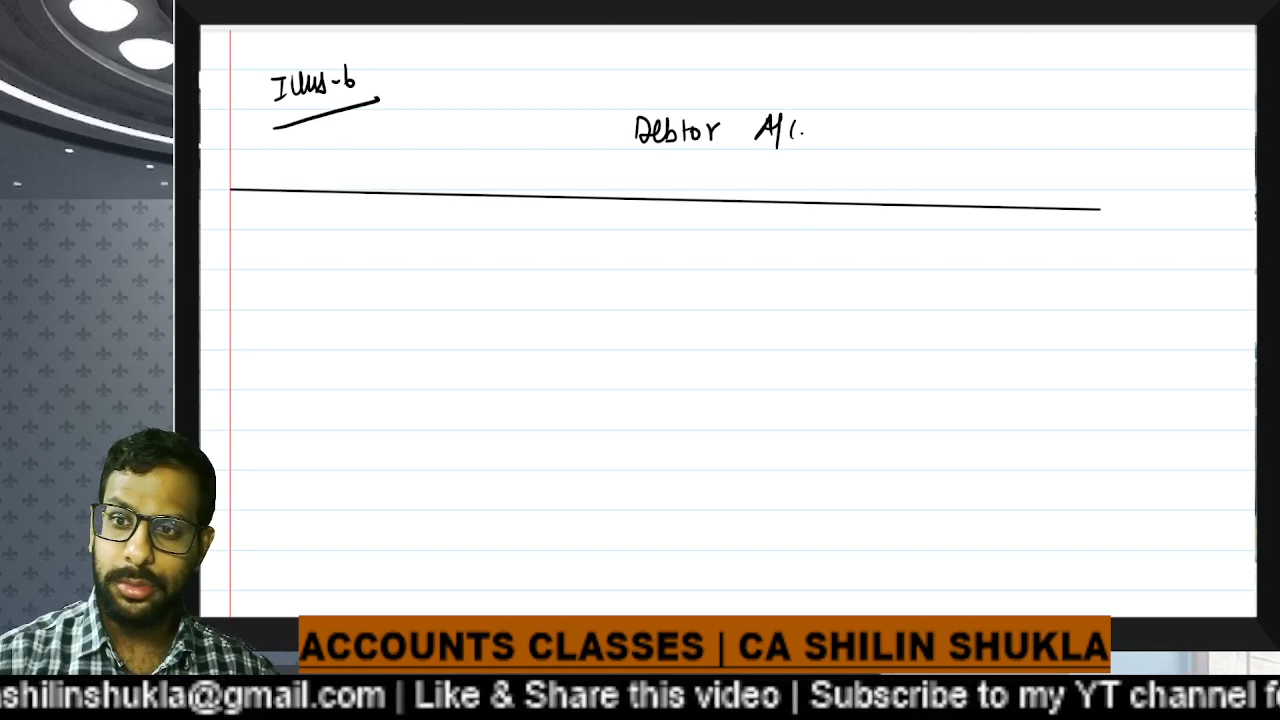 Illus-6
Debtor A/c.
ACCOUNTS CLASSES | CA SHILIN SHUKLA
shilinshukla@gmail.com | Like & Share this video | Subscribe to my YT channel f